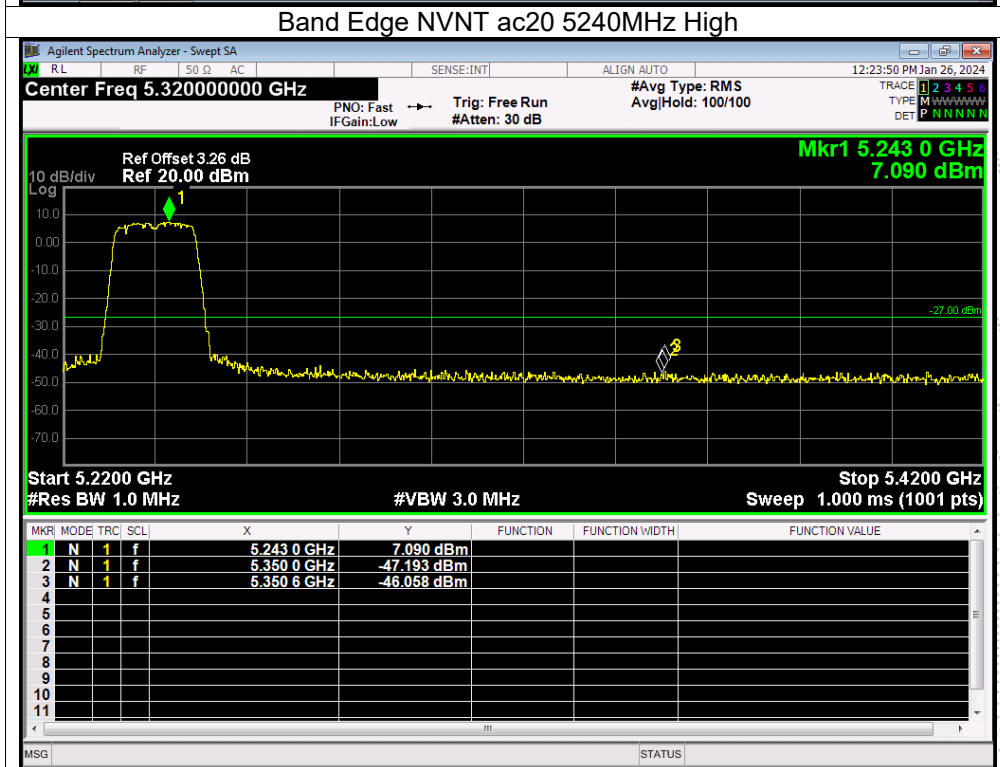 Band Edge NVNT ac20 5240MHz High
Agilent Spectrum Analyzer - Swept SA
LXI RL RF 50 Ω AC SENSE:INT ALIGN AUTO 12:23:50 PM Jan 26, 2024
Center Freq 5.320000000 GHz #Avg Type: RMS TRACE 1 2 3 4 5 6
PNO: Fast Trig: Free Run Avg|Hold: 100/100 TYPE M WWWWW
IFGain:Low #Atten: 30 dB DET P N N N N N
Mkr1 5.243 0 GHz
7.090 dBm
Ref Offset 3.26 dB
10 dB/div Ref 20.00 dBm
Log
1
10.0
0.00
-10.0
-20.0
-27.00 dBm
-30.0
-40.0
3
2
-50.0
-60.0
-70.0
Start 5.2200 GHz Stop 5.4200 GHz
#Res BW 1.0 MHz #VBW 3.0 MHz Sweep 1.000 ms (1001 pts)
MKR MODE TRC SCL X Y FUNCTION FUNCTION WIDTH FUNCTION VALUE
1 N 1 f 5.243 0 GHz 7.090 dBm
2 N 1 f 5.350 0 GHz -47.193 dBm
3 N 1 f 5.350 6 GHz -46.058 dBm
4
5
6
7
8
9
10
11
MSG STATUS